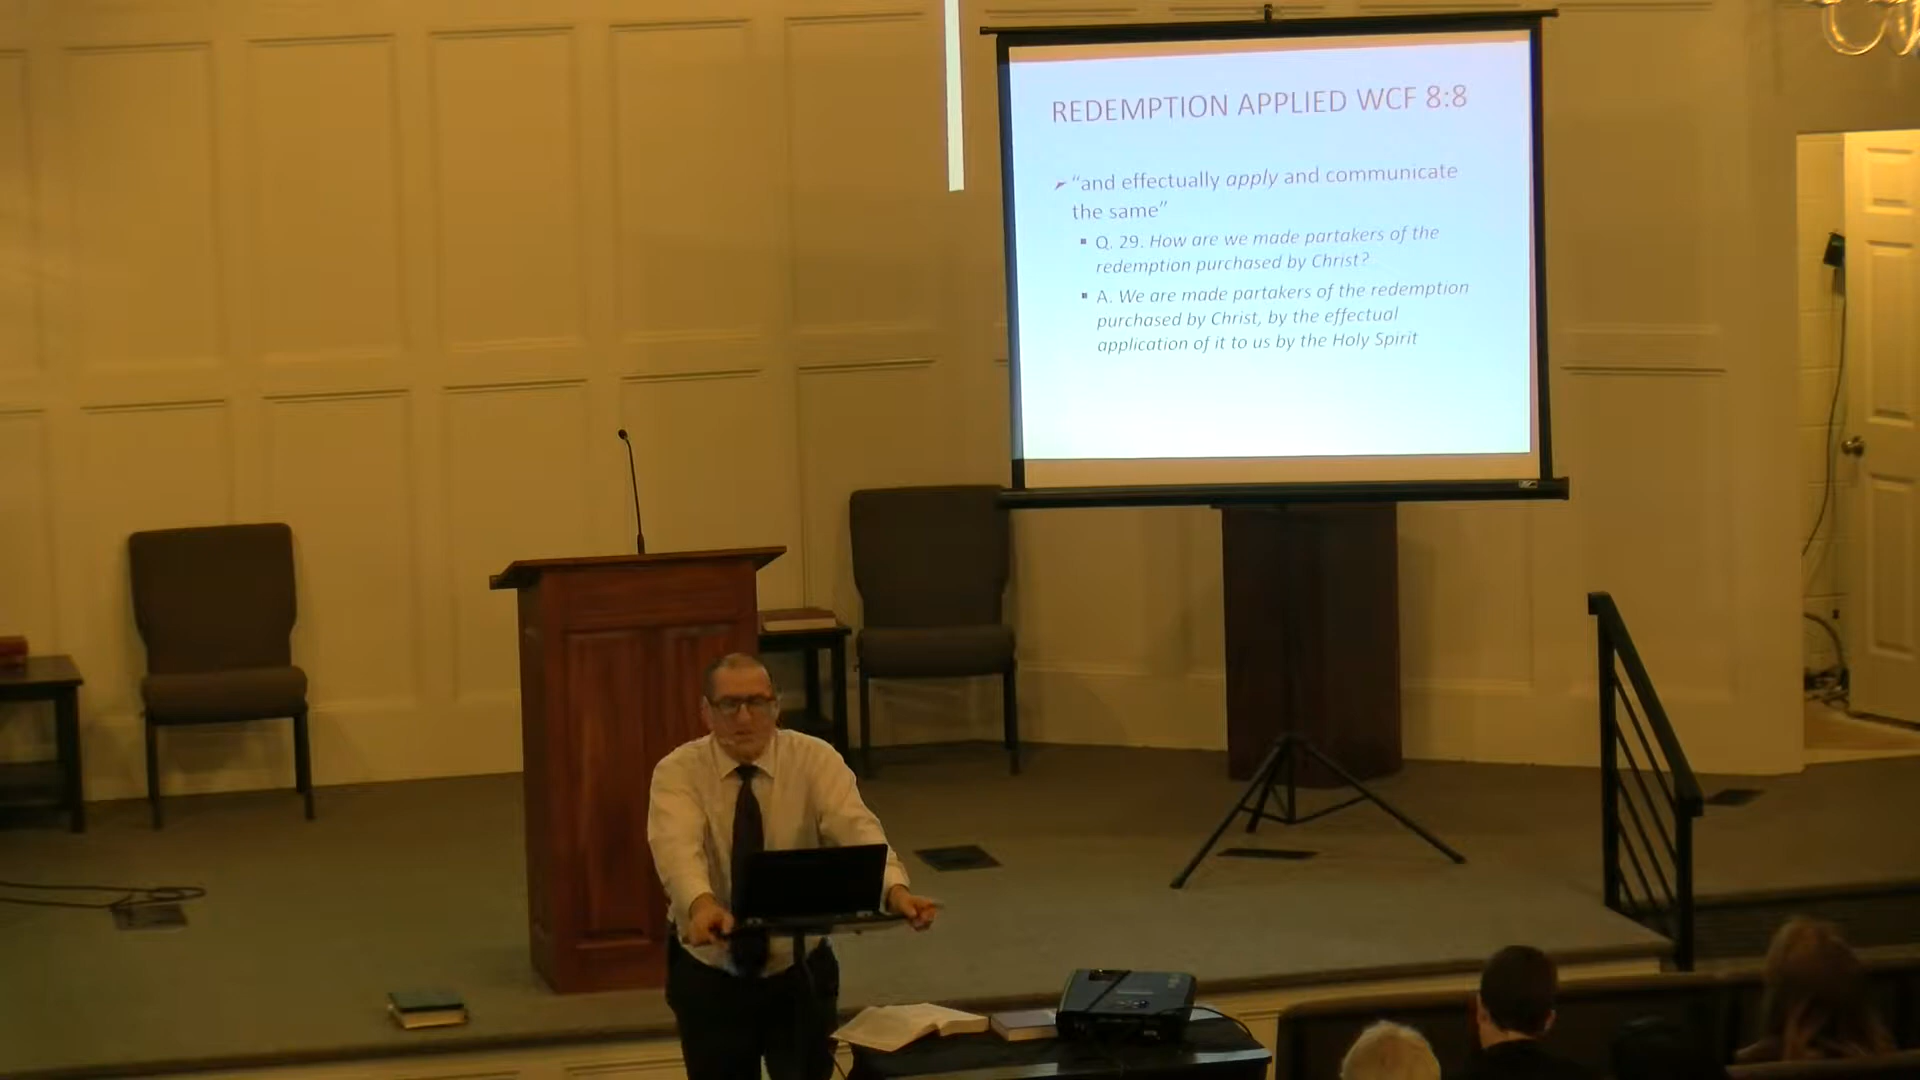 REDEMPTION APPLIED WCF 8:8
“and effectually apply and communicate
the same”
Q. 29. How are we made partakers of the
redemption purchased by Christ?
A. We are made partakers of the redemption
purchased by Christ, by the effectual
application of it to us by the Holy Spirit